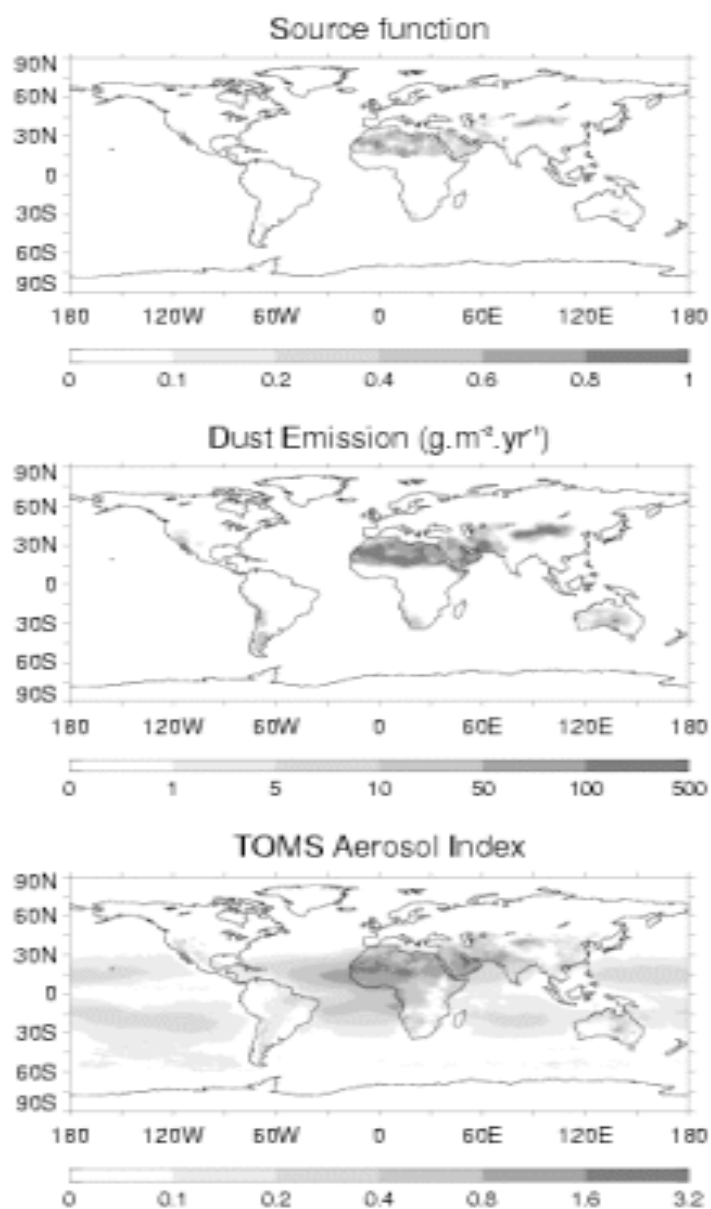 Source function
90N
60N
30N
0
30S
60S
90S
180 120W 60W 0 60E 120E 180
0 0.1 0.2 0.4 0.6 0.8 1
Dust Emission (g.m⁻².yr⁻¹)
90N
60N
30N
0
30S
60S
90S
180 120W 60W 0 60E 120E 180
0 1 5 10 50 100 500
TOMS Aerosol Index
90N
60N
30N
0
30S
60S
90S
180 120W 60W 0 60E 120E 180
0 0.1 0.2 0.4 0.8 1.6 3.2